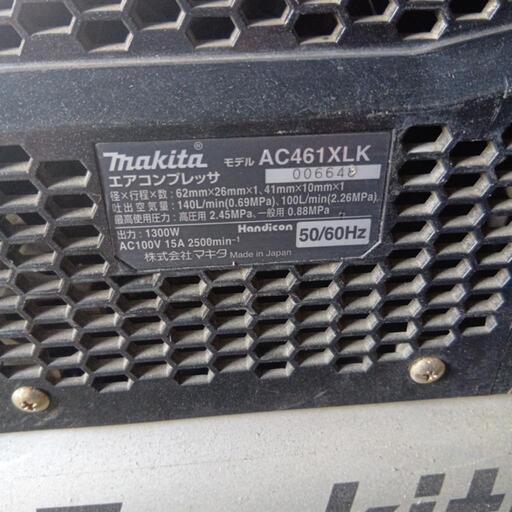 makita® モデル AC461XLK
エアコンプレッサ
径×行程×数：62mm×26mm×1、41mm×10mm×1
吐出空気量：140L/min(0.69MPa)、100L/min(2.26MPa)
最高使用圧力：高圧用 2.45MPa、一般用 0.88MPa
出力：1300W Handicon
AC100V 15A 2500min⁻¹ 50/60Hz
株式会社マキタ Made in Japan